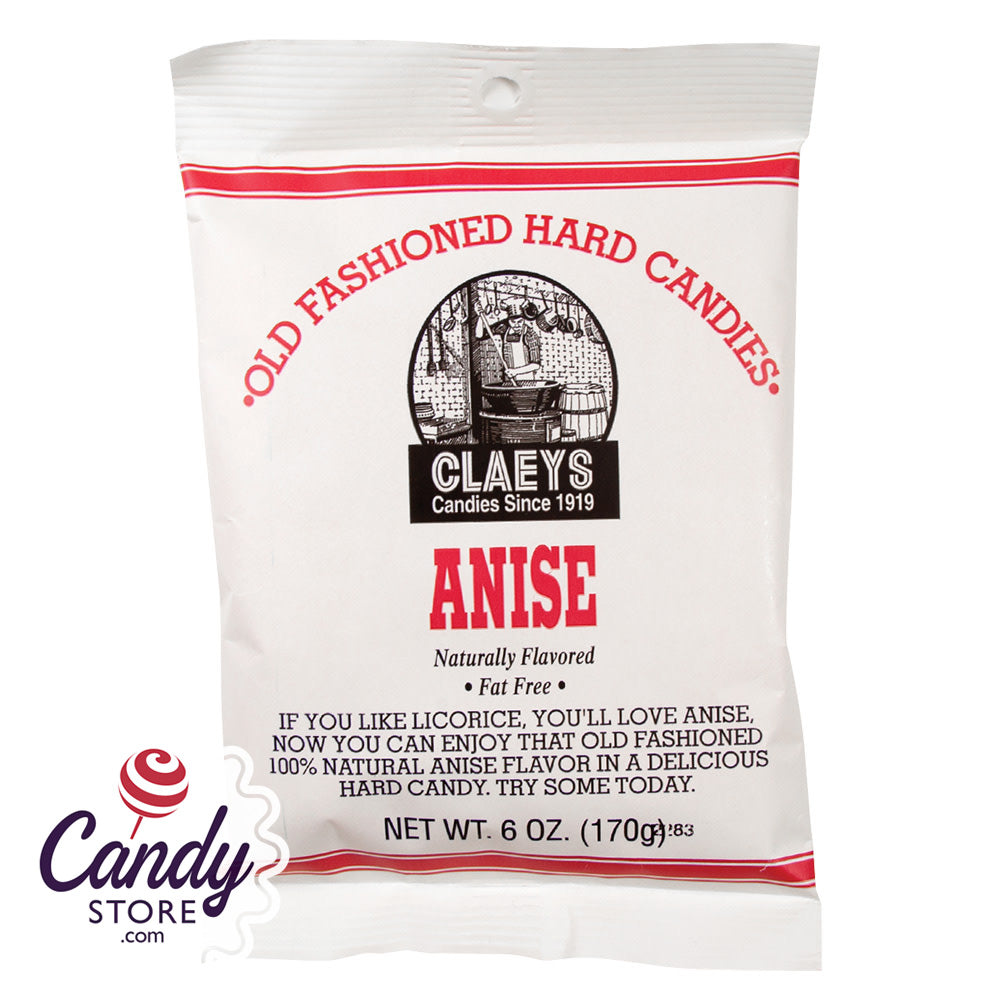 •OLD FASHIONED HARD CANDIES•
CLAEYS
Candies Since 1919
ANISE
Naturally Flavored
• Fat Free •
IF YOU LIKE LICORICE, YOU'LL LOVE ANISE,
NOW YOU CAN ENJOY THAT OLD FASHIONED
100% NATURAL ANISE FLAVOR IN A DELICIOUS
HARD CANDY. TRY SOME TODAY.
NET WT. 6 OZ. (170g)
Candy
STORE
.com